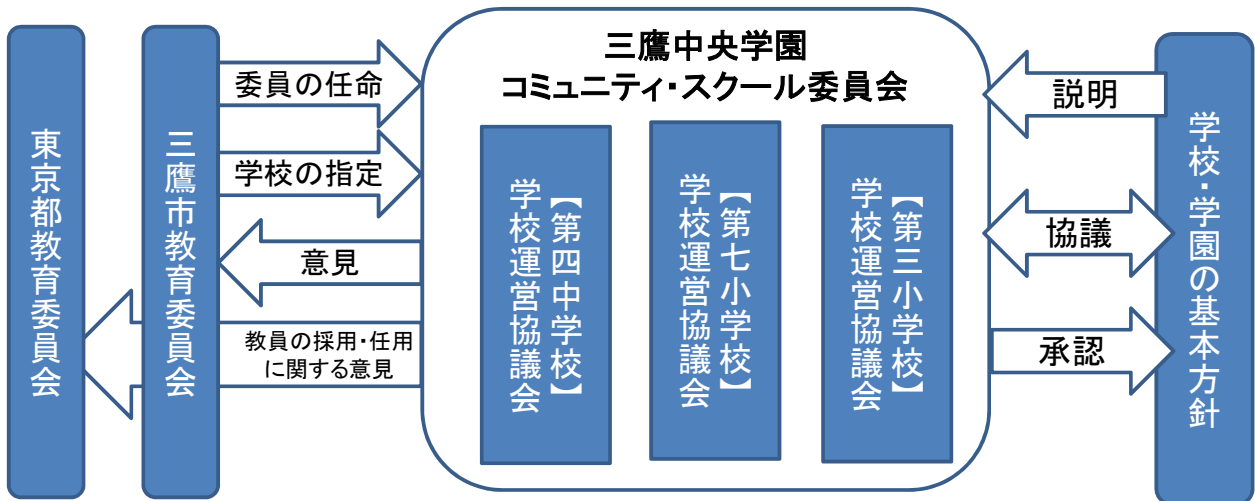 三鷹中央学園
コミュニティ・スクール委員会
東京都教育委員会
三鷹市教育委員会
委員の任命
学校の指定
意見
教員の採用・任用
に関する意見
【第四中学校】
学校運営協議会
【第七小学校】
学校運営協議会
【第三小学校】
学校運営協議会
説明
協議
承認
学校・学園の基本方針